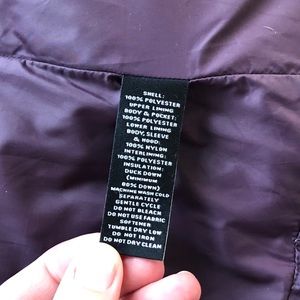 SHELL:
100% POLYESTER
UPPER LINING
BODY & POCKET:
100% POLYESTER
LOWER LINING
BODY, SLEEVE
& HOOD:
100% NYLON
INTERLINING:
100% POLYESTER
INSULATION:
DUCK DOWN
(MINIMUM
80% DOWN)
MACHINE WASH COLD
SEPARATELY
GENTLE CYCLE
DO NOT BLEACH
DO NOT USE FABRIC
SOFTENER
TUMBLE DRY LOW
DO NOT IRON
DO NOT DRY CLEAN